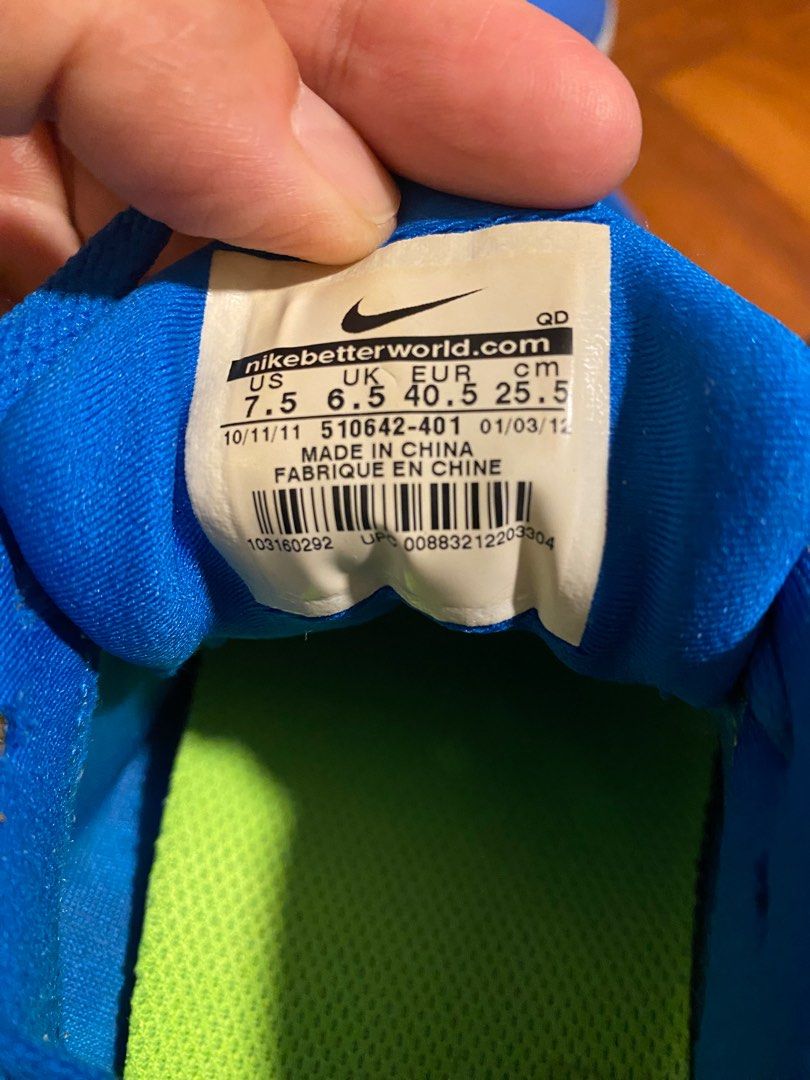 QD
nikebetterworld.com
US UK EUR cm
7.5 6.5 40.5 25.5
10/11/11 510642-401 01/03/12
MADE IN CHINA
FABRIQUE EN CHINE
103160292 UPC 00883212203304